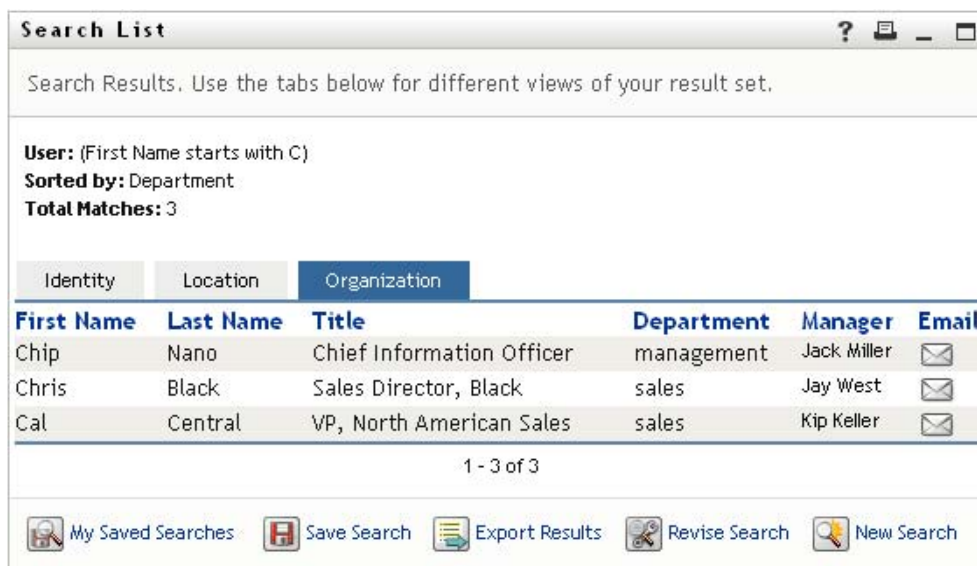 Search List ?
Search Results. Use the tabs below for different views of your result set.
User: (First Name starts with C)
Sorted by: Department
Total Matches: 3
Identity Location Organization
First Name Last Name Title Department Manager Email
Chip Nano Chief Information Officer management Jack Miller
Chris Black Sales Director, Black sales Jay West
Cal Central VP, North American Sales sales Kip Keller
1 - 3 of 3
My Saved Searches Save Search Export Results Revise Search New Search